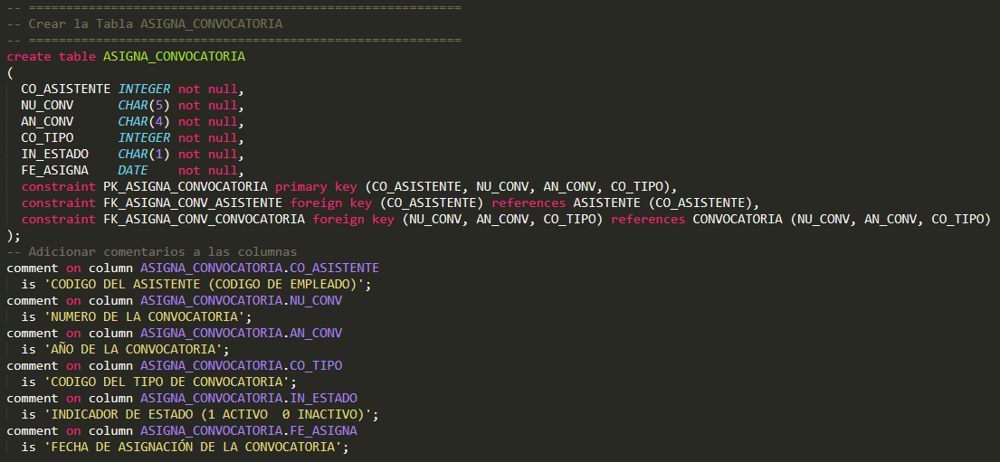 -- ==========================================================
-- Crear la Tabla ASIGNA_CONVOCATORIA
-- ==========================================================
create table ASIGNA_CONVOCATORIA
(
  CO_ASISTENTE INTEGER not null,
  NU_CONV      CHAR(5) not null,
  AN_CONV      CHAR(4) not null,
  CO_TIPO      INTEGER not null,
  IN_ESTADO    CHAR(1) not null,
  FE_ASIGNA    DATE    not null,
  constraint PK_ASIGNA_CONVOCATORIA primary key (CO_ASISTENTE, NU_CONV, AN_CONV, CO_TIPO),
  constraint FK_ASIGNA_CONV_ASISTENTE foreign key (CO_ASISTENTE) references ASISTENTE (CO_ASISTENTE),
  constraint FK_ASIGNA_CONV_CONVOCATORIA foreign key (NU_CONV, AN_CONV, CO_TIPO) references CONVOCATORIA (NU_CONV, AN_CONV, CO_TIPO)
);
-- Adicionar comentarios a las columnas
comment on column ASIGNA_CONVOCATORIA.CO_ASISTENTE
  is 'CODIGO DEL ASISTENTE (CODIGO DE EMPLEADO)';
comment on column ASIGNA_CONVOCATORIA.NU_CONV
  is 'NUMERO DE LA CONVOCATORIA';
comment on column ASIGNA_CONVOCATORIA.AN_CONV
  is 'AÑO DE LA CONVOCATORIA';
comment on column ASIGNA_CONVOCATORIA.CO_TIPO
  is 'CODIGO DEL TIPO DE CONVOCATORIA';
comment on column ASIGNA_CONVOCATORIA.IN_ESTADO
  is 'INDICADOR DE ESTADO (1 ACTIVO  0 INACTIVO)';
comment on column ASIGNA_CONVOCATORIA.FE_ASIGNA
  is 'FECHA DE ASIGNACIÓN DE LA CONVOCATORIA';